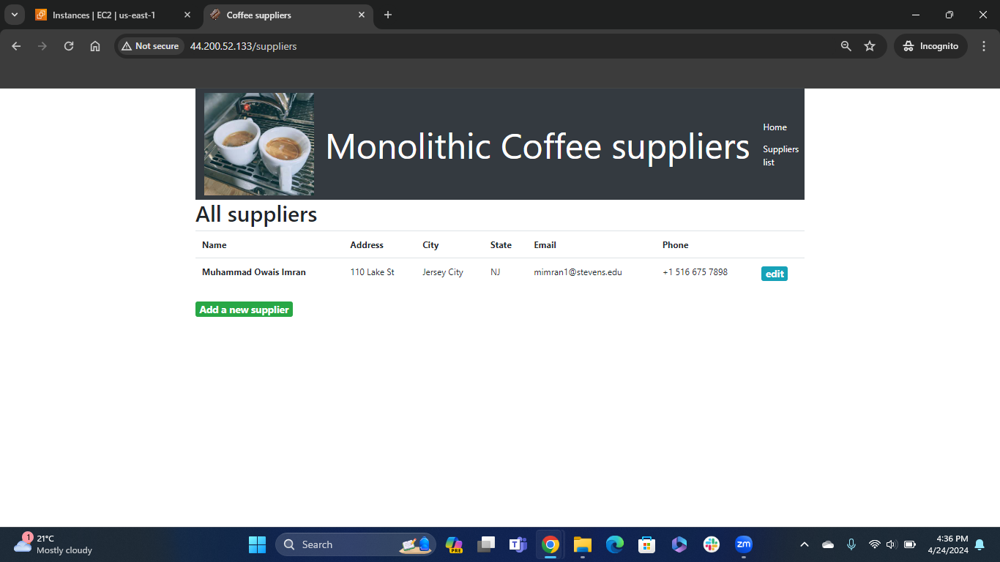 Instances | EC2 | us-east-1
Coffee suppliers
Not secure
44.200.52.133/suppliers
Incognito
Monolithic Coffee suppliers
Home
Suppliers
list
All suppliers
Name Address City State Email Phone
Muhammad Owais Imran 110 Lake St Jersey City NJ mimran1@stevens.edu +1 516 675 7898 edit
Add a new supplier
1
21°C
Mostly cloudy
Search
PRE
zm
4:36 PM
4/24/2024